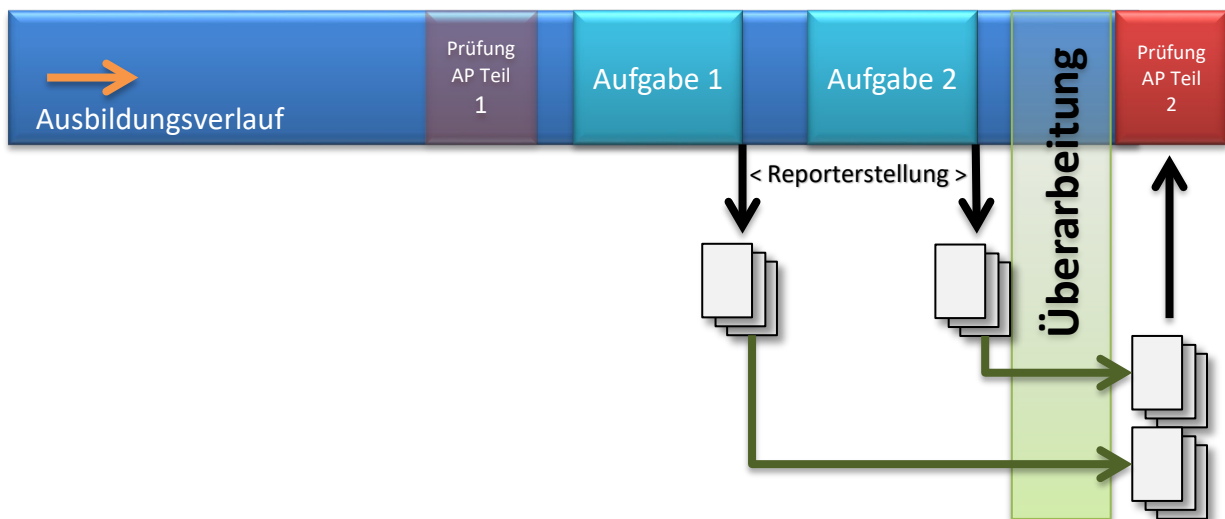 Ausbildungsverlauf
Prüfung
AP Teil
1
Aufgabe 1
Aufgabe 2
Überarbeitung
Prüfung
AP Teil
2
< Reporterstellung >